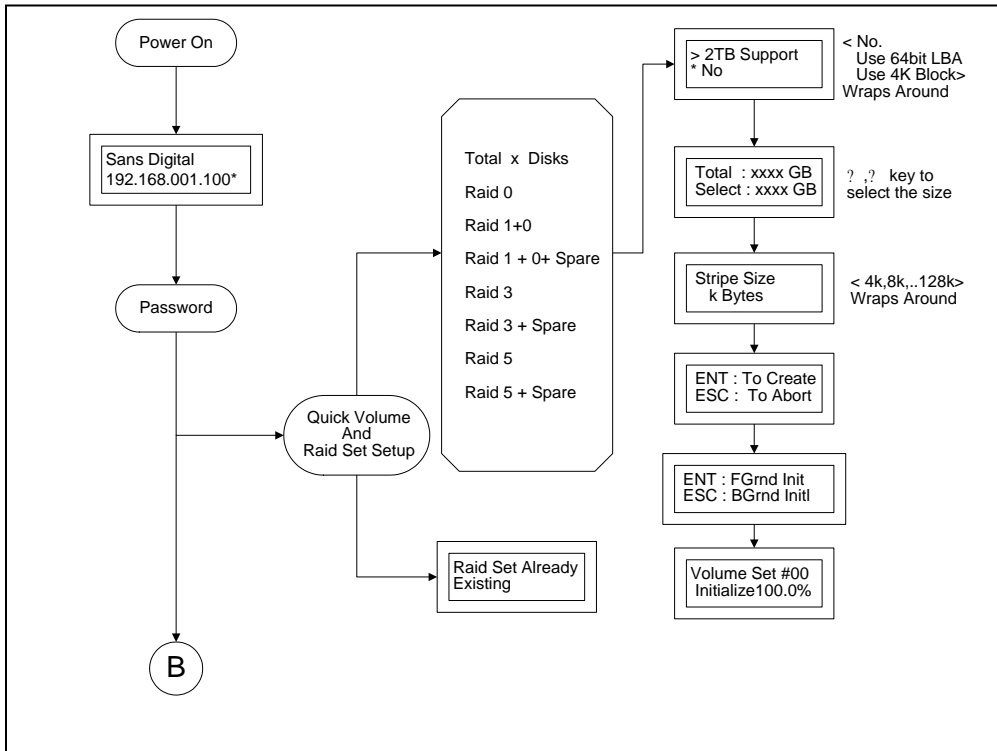 Power On
Sans Digital
192.168.001.100*
Password
Quick Volume
And
Raid Set Setup
B
Total x Disks
Raid 0
Raid 1+0
Raid 1 + 0+ Spare
Raid 3
Raid 3 + Spare
Raid 5
Raid 5 + Spare
Raid Set Already
Existing
> 2TB Support
* No
< No.
Use 64bit LBA
Use 4K Block>
Wraps Around
Total : xxxx GB
Select : xxxx GB
? ,? key to
select the size
Stripe Size
k Bytes
< 4k,8k,..128k>
Wraps Around
ENT : To Create
ESC : To Abort
ENT : FGrnd Init
ESC : BGrnd Initl
Volume Set #00
Initialize100.0%